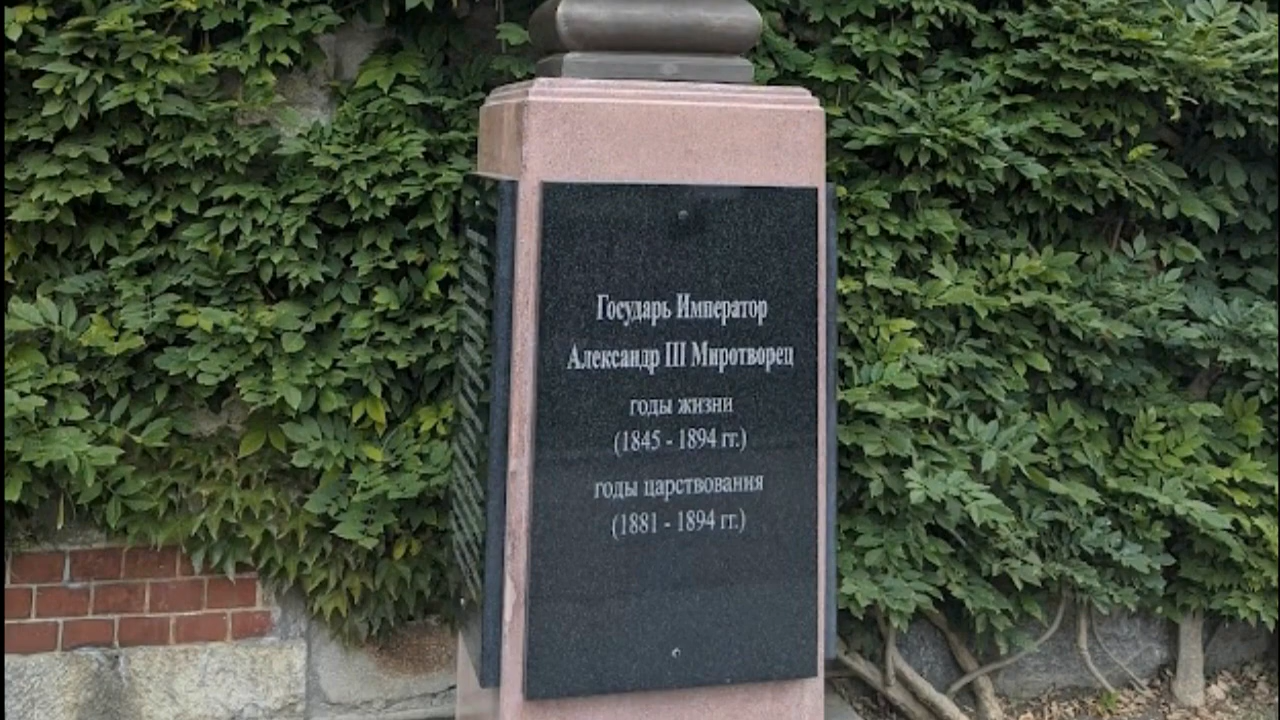 Государь Император
Александр III Миротворец
годы жизни
(1845 - 1894 гг.)
годы царствования
(1881 - 1894 гг.)